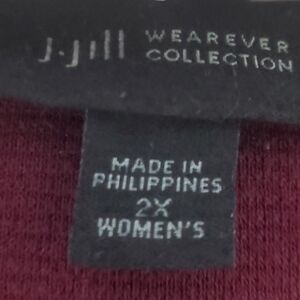 J.Jill WEAREVER
COLLECTION
MADE IN
PHILIPPINES
2X
WOMEN'S